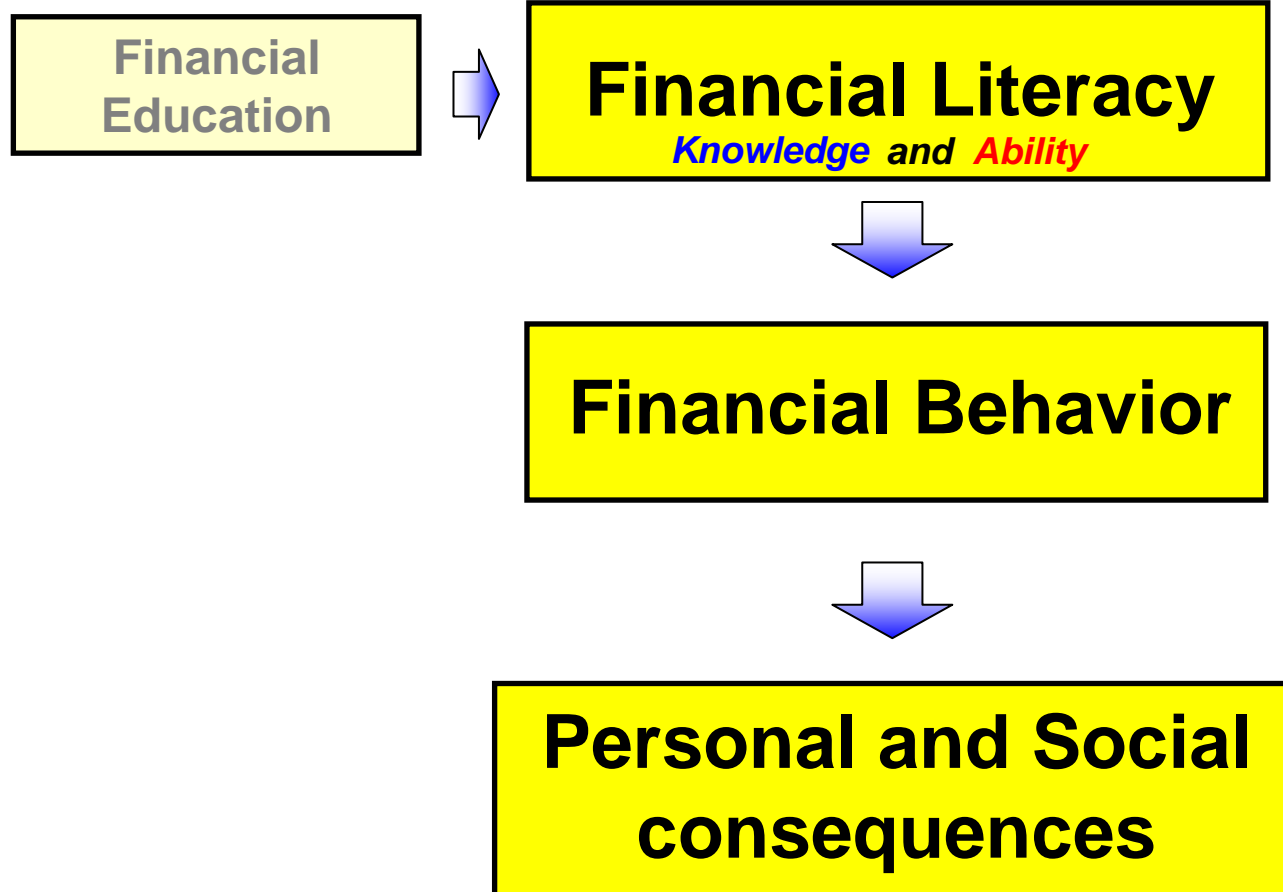 Financial
Education
Financial Literacy
Knowledge and Ability
Financial Behavior
Personal and Social
consequences